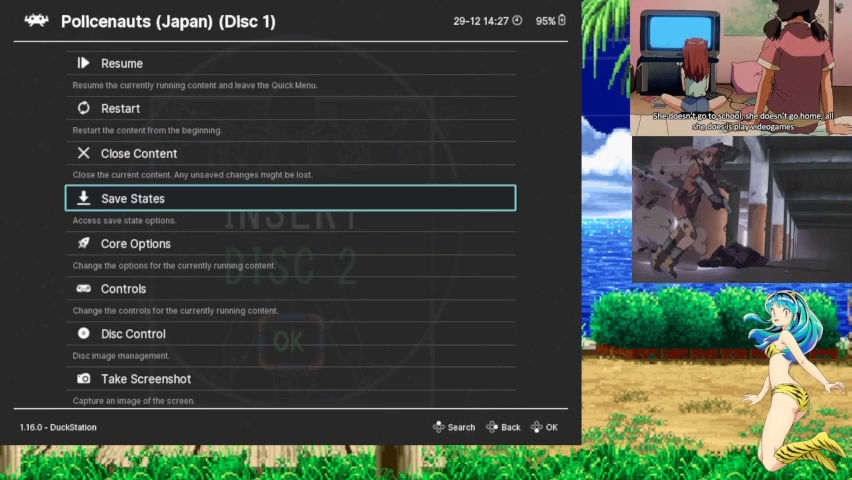 Policenauts (Japan) (Disc 1)
29-12 14:27
95%
Resume
Resume the currently running content and leave the Quick Menu.
Restart
Restart the content from the beginning.
Close Content
Close the current content. Any unsaved changes might be lost.
Save States
Access save state options.
INSERT
Core Options
Change the options for the currently running content.
DISC 2
Controls
Change the controls for the currently running content.
Disc Control
OK
Disc image management.
Take Screenshot
Capture an image of the screen.
1.16.0 - DuckStation
Search
Back
OK
She doesn't go to school, she doesn't go home, all
she does is play videogames